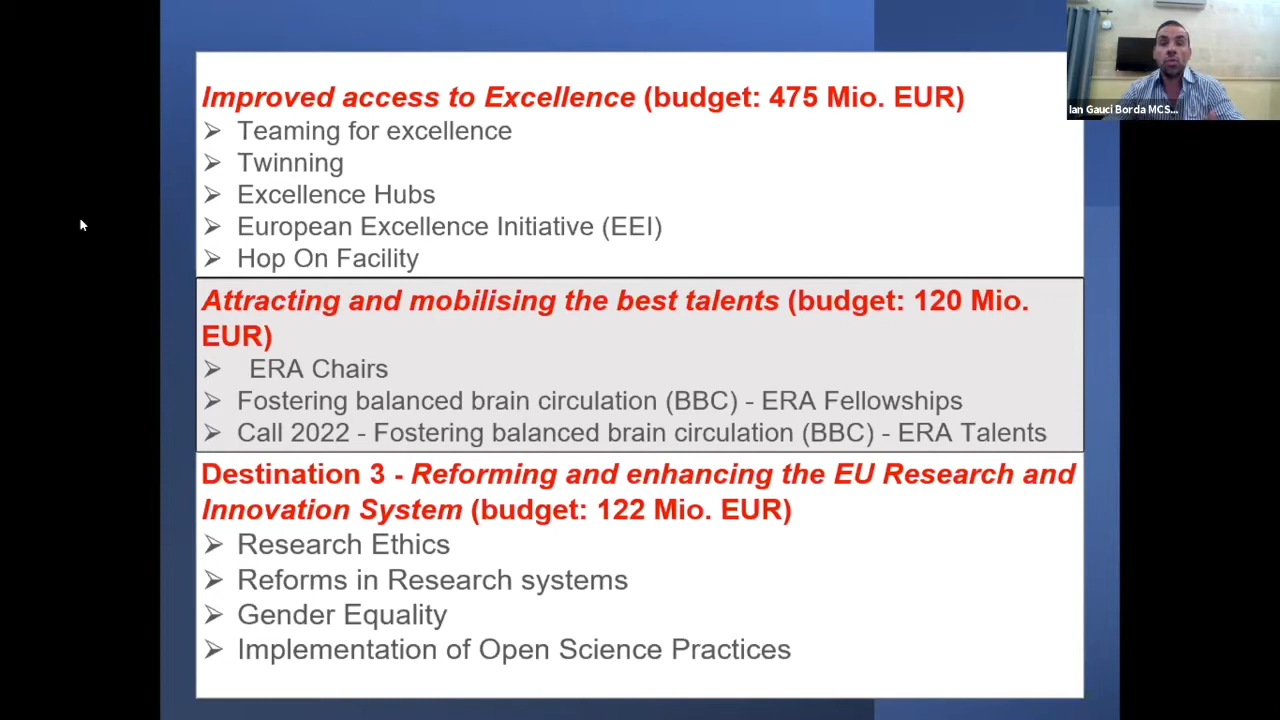 Improved access to Excellence (budget: 475 Mio. EUR)
➢ Teaming for excellence
➢ Twinning
➢ Excellence Hubs
➢ European Excellence Initiative (EEI)
➢ Hop On Facility
Attracting and mobilising the best talents (budget: 120 Mio.
EUR)
➢ ERA Chairs
➢ Fostering balanced brain circulation (BBC) - ERA Fellowships
➢ Call 2022 - Fostering balanced brain circulation (BBC) - ERA Talents
Destination 3 - Reforming and enhancing the EU Research and
Innovation System (budget: 122 Mio. EUR)
➢ Research Ethics
➢ Reforms in Research systems
➢ Gender Equality
➢ Implementation of Open Science Practices
Ian Gauci Borda MCS...